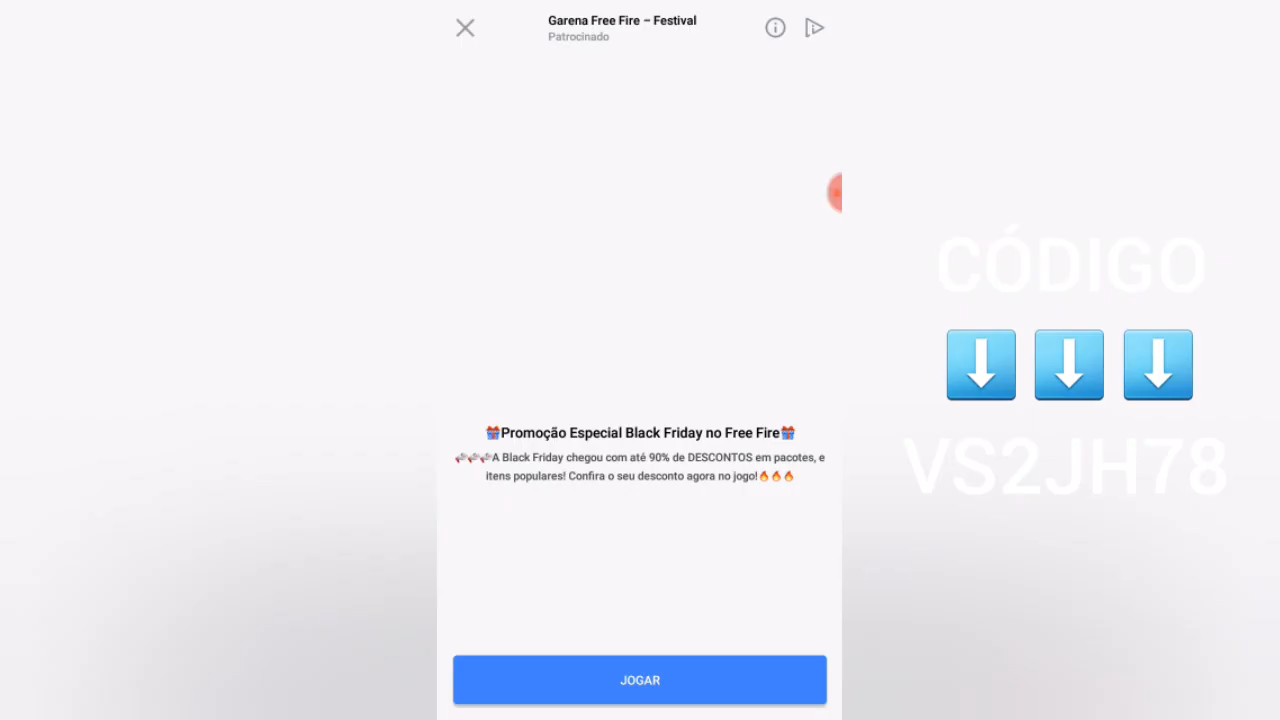 Garena Free Fire – Festival
Patrocinado
🎁Promoção Especial Black Friday no Free Fire🎁
📢📢📢A Black Friday chegou com até 90% de DESCONTOS em pacotes, e
itens populares! Confira o seu desconto agora no jogo!🔥🔥🔥
JOGAR
CÓDIGO
⬇️⬇️⬇️
VS2JH78